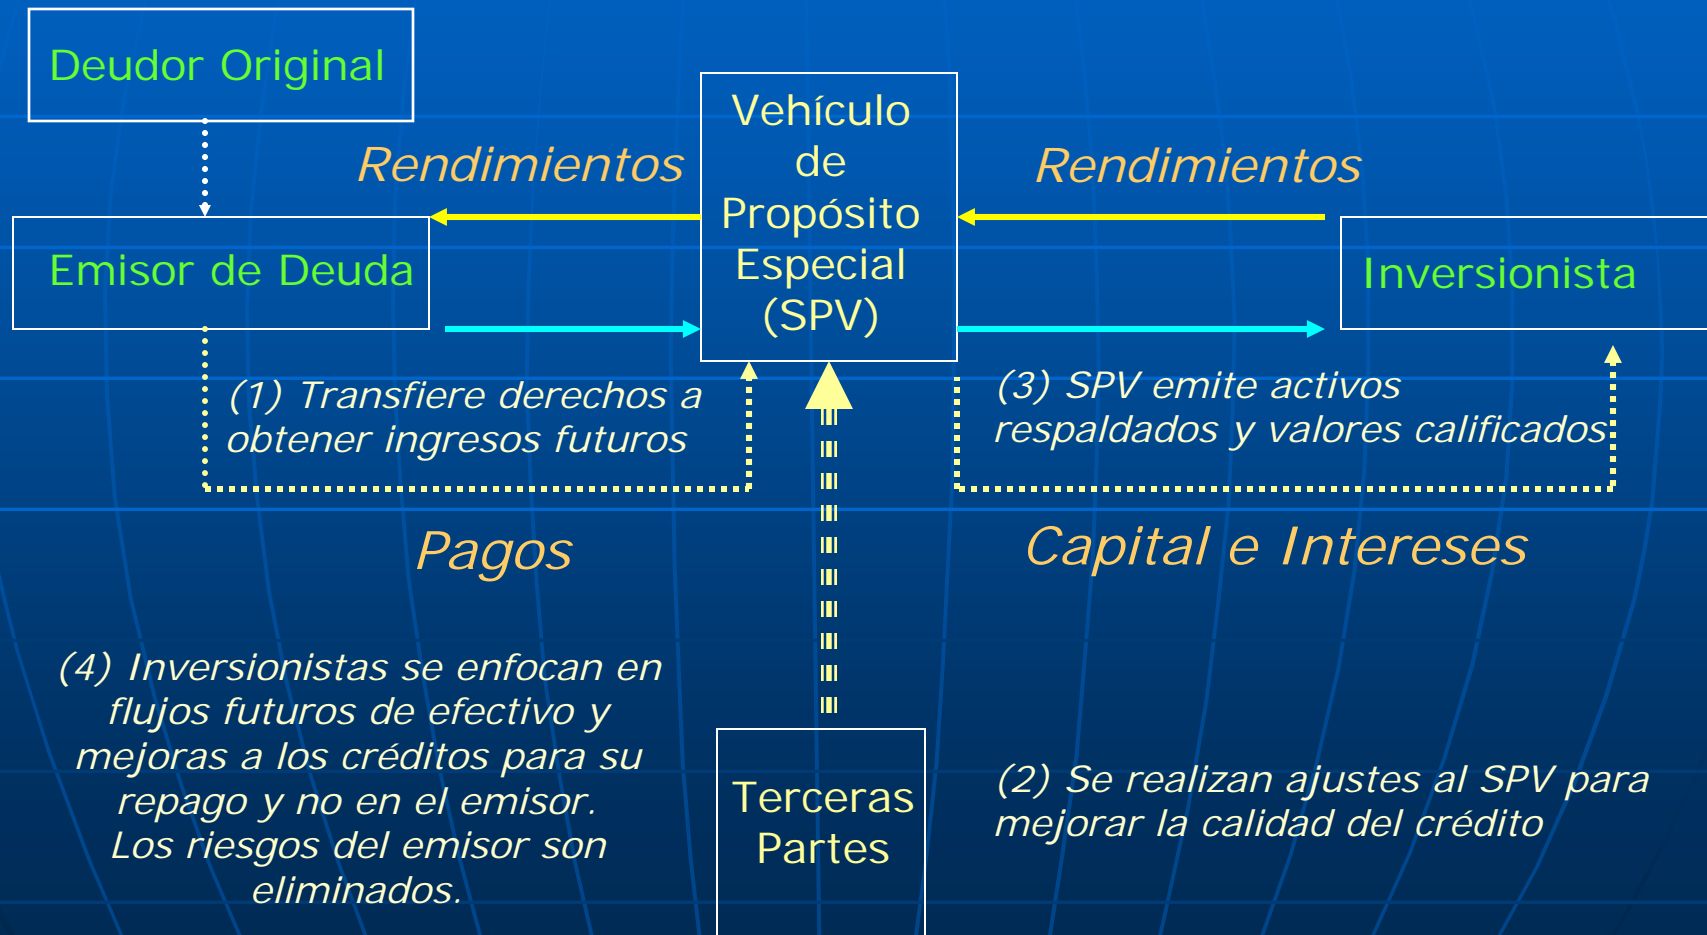 Deudor Original
Rendimientos
Emisor de Deuda
Vehículo
de
Propósito
Especial
(SPV)
Rendimientos
Inversionista
(1) Transfiere derechos a
obtener ingresos futuros
(3) SPV emite activos
respaldados y valores calificados
Pagos
Capital e Intereses
(4) Inversionistas se enfocan en
flujos futuros de efectivo y
mejoras a los créditos para su
repago y no en el emisor.
Los riesgos del emisor son
eliminados.
Terceras
Partes
(2) Se realizan ajustes al SPV para
mejorar la calidad del crédito